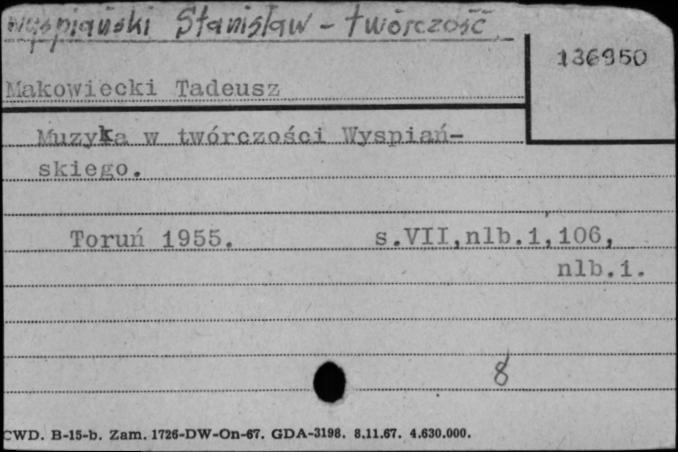 Wyspiański Stanisław - twórczość
136950
Makowiecki Tadeusz
Muzyka w twórczości Wyspiań-
skiego.
Toruń 1955. s.VII,nlb.1,106,
nlb.1.
8
CWD. B-15-b. Zam. 1726-DW-On-67. GDA-3198. 8.11.67. 4.630.000.